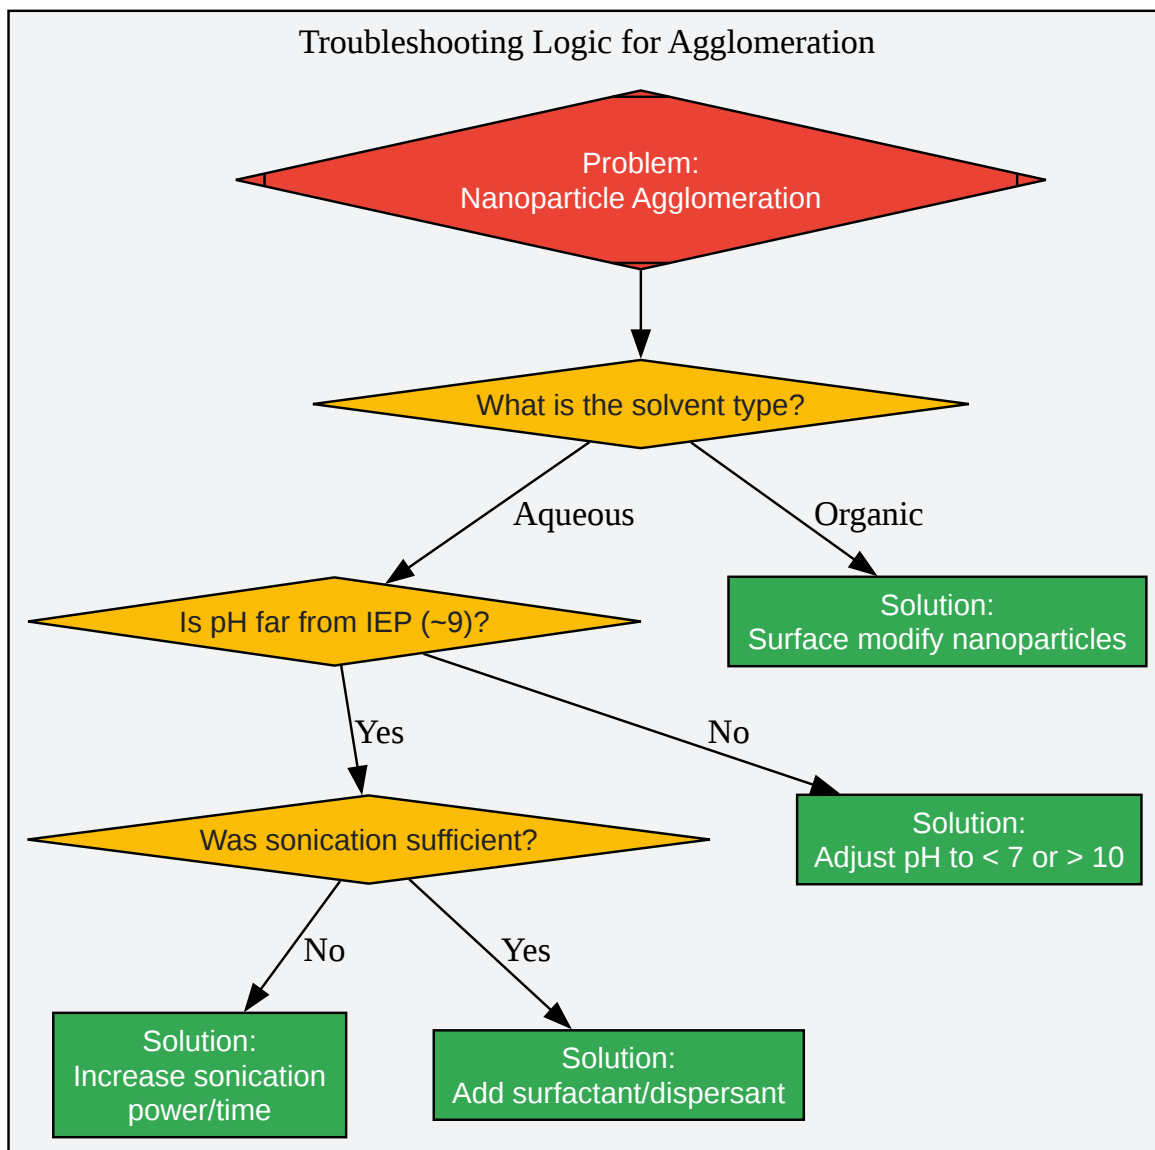 Troubleshooting Logic for Agglomeration
Problem:
Nanoparticle Agglomeration
What is the solvent type?
Aqueous
Organic
Is pH far from IEP (~9)?
Solution:
Surface modify nanoparticles
Yes
No
Was sonication sufficient?
Solution:
Adjust pH to < 7 or > 10
No
Yes
Solution:
Increase sonication
power/time
Solution:
Add surfactant/dispersant